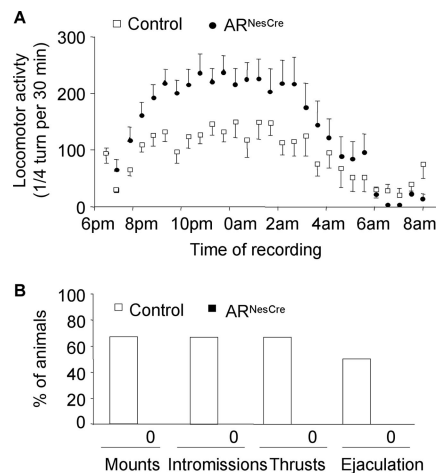 A
□ Control ● AR^NesCre
Locomotor activty
(1/4 turn per 30 min)
300
200
100
0
6pm 8pm 10pm 0am 2am 4am 6am 8am
Time of recording
B
□ Control ■ AR^NesCre
% of animals
100
80
60
40
20
0
0 0 0 0
Mounts Intromissions Thrusts Ejaculation